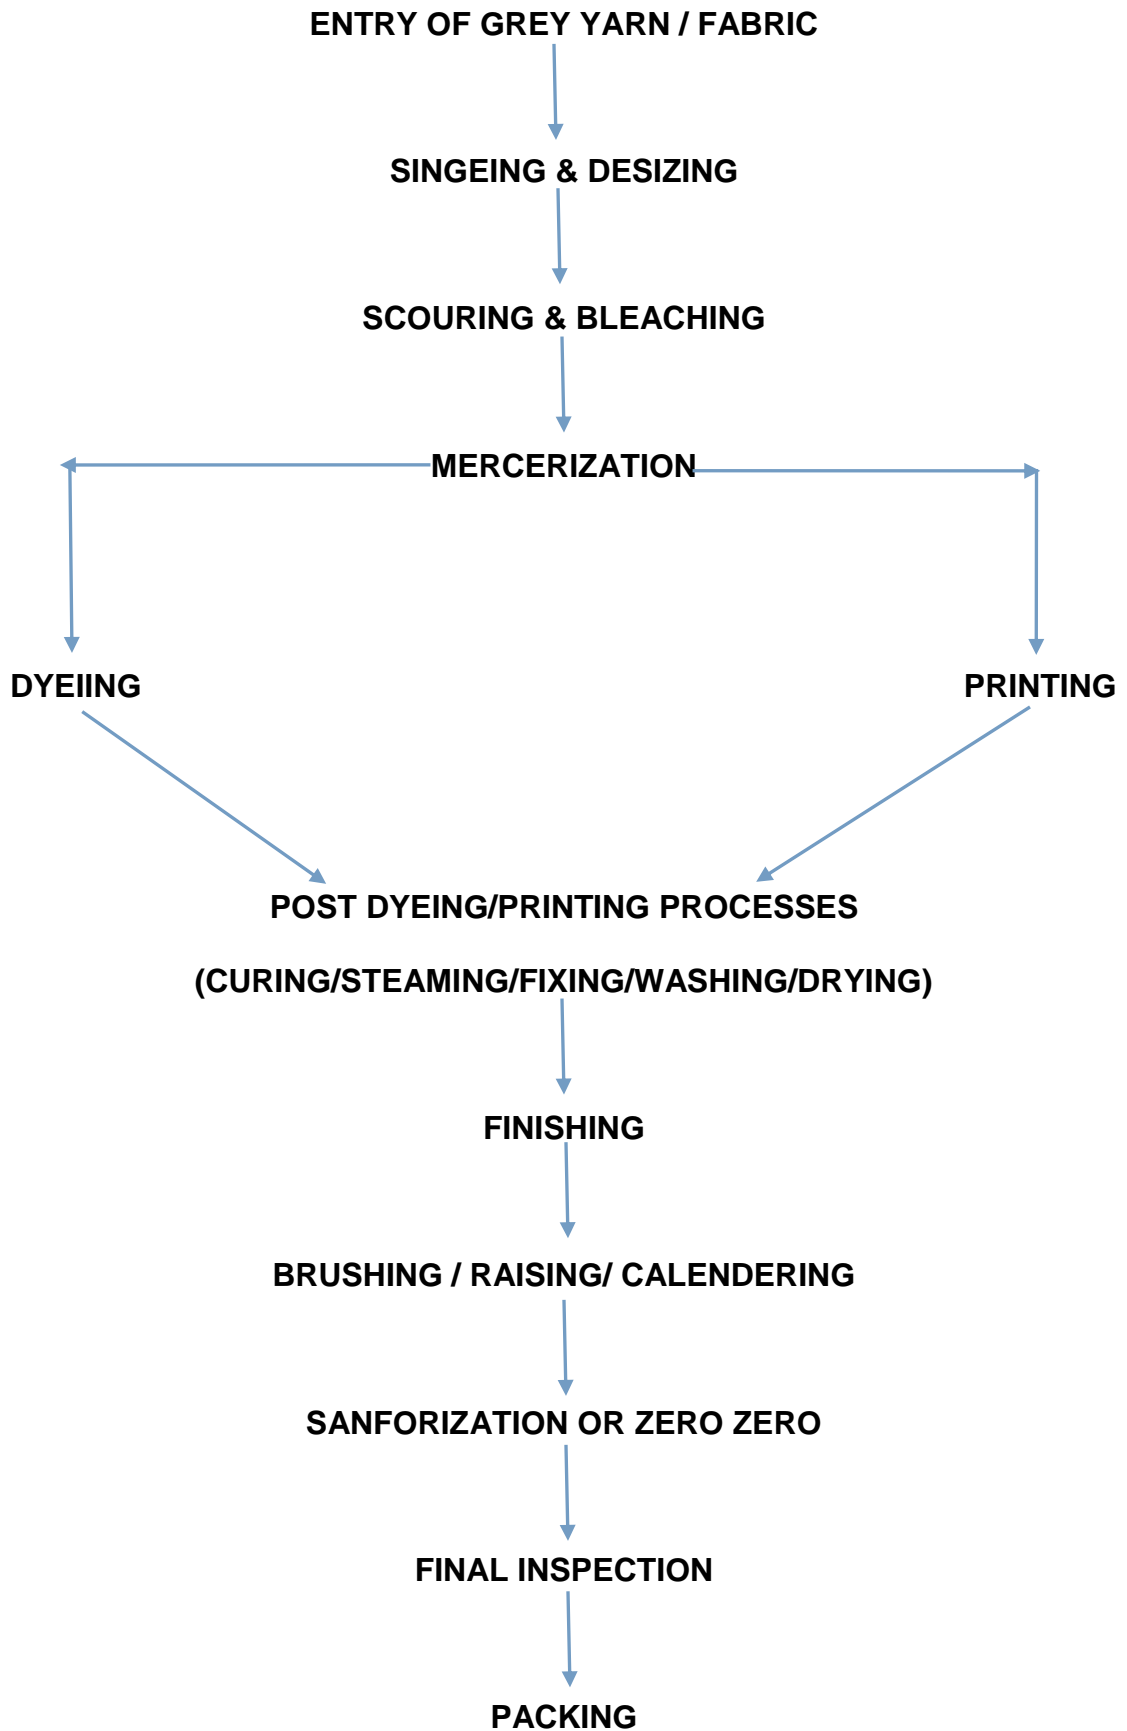 ENTRY OF GREY YARN / FABRIC
SINGEING & DESIZING
SCOURING & BLEACHING
MERCERIZATION
DYEIING
PRINTING
POST DYEING/PRINTING PROCESSES
(CURING/STEAMING/FIXING/WASHING/DRYING)
FINISHING
BRUSHING / RAISING/ CALENDERING
SANFORIZATION OR ZERO ZERO
FINAL INSPECTION
PACKING